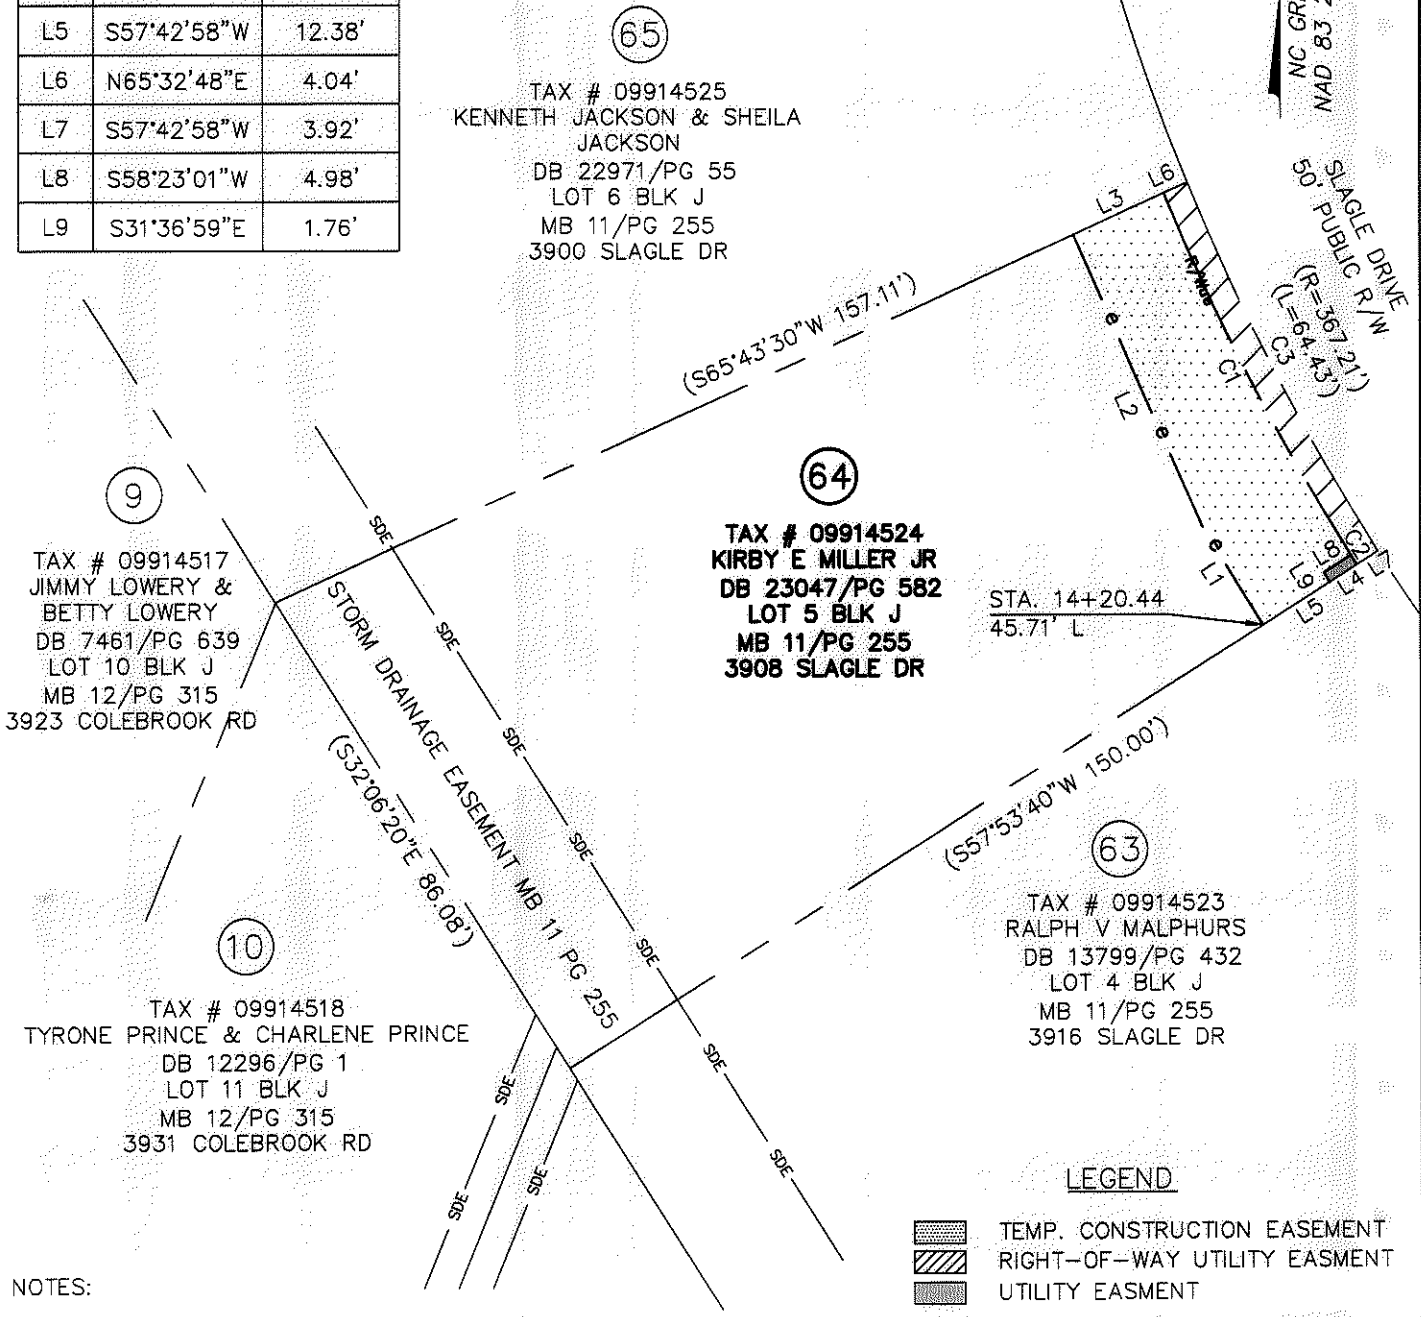 L5 S57°42'58"W 12.38'
L6 N65°32'48"E 4.04'
L7 S57°42'58"W 3.92'
L8 S58°23'01"W 4.98'
L9 S31°36'59"E 1.76'
65
TAX # 09914525
KENNETH JACKSON & SHEILA
JACKSON
DB 22971/PG 55
LOT 6 BLK J
MB 11/PG 255
3900 SLAGLE DR
NAD 83
SLAGLE DRIVE
50' PUBLIC R/W
(R=367.21')
(L=64.43')
C3
C1
L6
L3
(S65°43'30"W 157.11')
e
L2
e
e
L1
L8
C2
L9
L4
L7
L5
STA. 14+20.44
45.71' L
64
TAX # 09914524
KIRBY E MILLER JR
DB 23047/PG 582
LOT 5 BLK J
MB 11/PG 255
3908 SLAGLE DR
9
TAX # 09914517
JIMMY LOWERY &
BETTY LOWERY
DB 7461/PG 639
LOT 10 BLK J
MB 12/PG 315
3923 COLEBROOK RD
SDE
SDE
SDE
SDE
SDE
SDE
SDE
STORM DRAINAGE EASEMENT MB 11 PG 255
(S32°06'20"E 86.08')
(S57°53'40"W 150.00')
63
TAX # 09914523
RALPH V MALPHURS
DB 13799/PG 432
LOT 4 BLK J
MB 11/PG 255
3916 SLAGLE DR
10
TAX # 09914518
TYRONE PRINCE & CHARLENE PRINCE
DB 12296/PG 1
LOT 11 BLK J
MB 12/PG 315
3931 COLEBROOK RD
SDE
SDE
SDE
LEGEND
TEMP. CONSTRUCTION EASEMENT
RIGHT-OF-WAY UTILITY EASMENT
UTILITY EASMENT
NOTES: